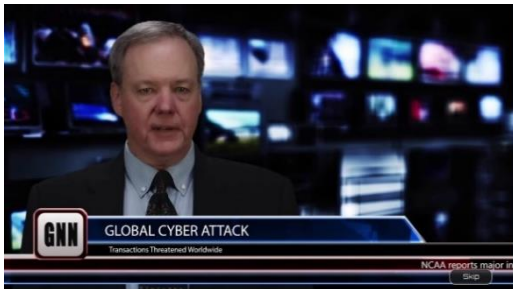 GNN
GLOBAL CYBER ATTACK
Transactions Threatened Worldwide
NCAA reports major in
Skip